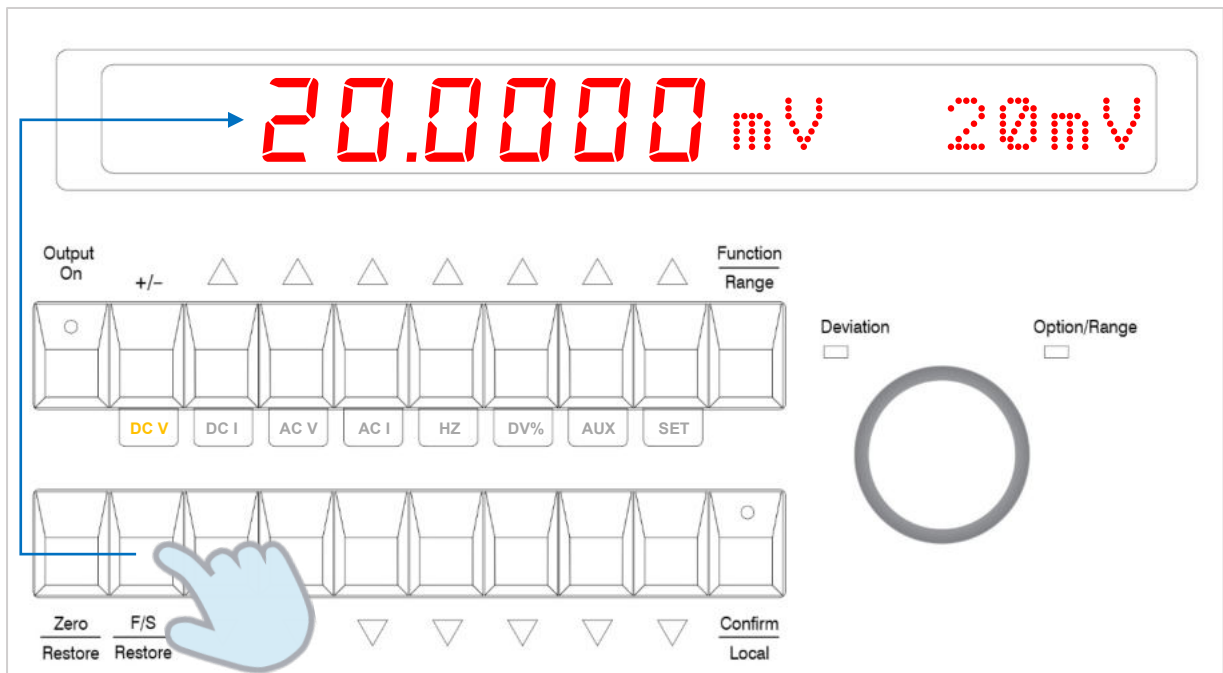 20.0000 mV 20mV
Output On
+/–
Function
Range
Deviation
Option/Range
DC V
DC I
AC V
AC I
HZ
DV%
AUX
SET
Zero
Restore
F/S
Restore
Confirm
Local